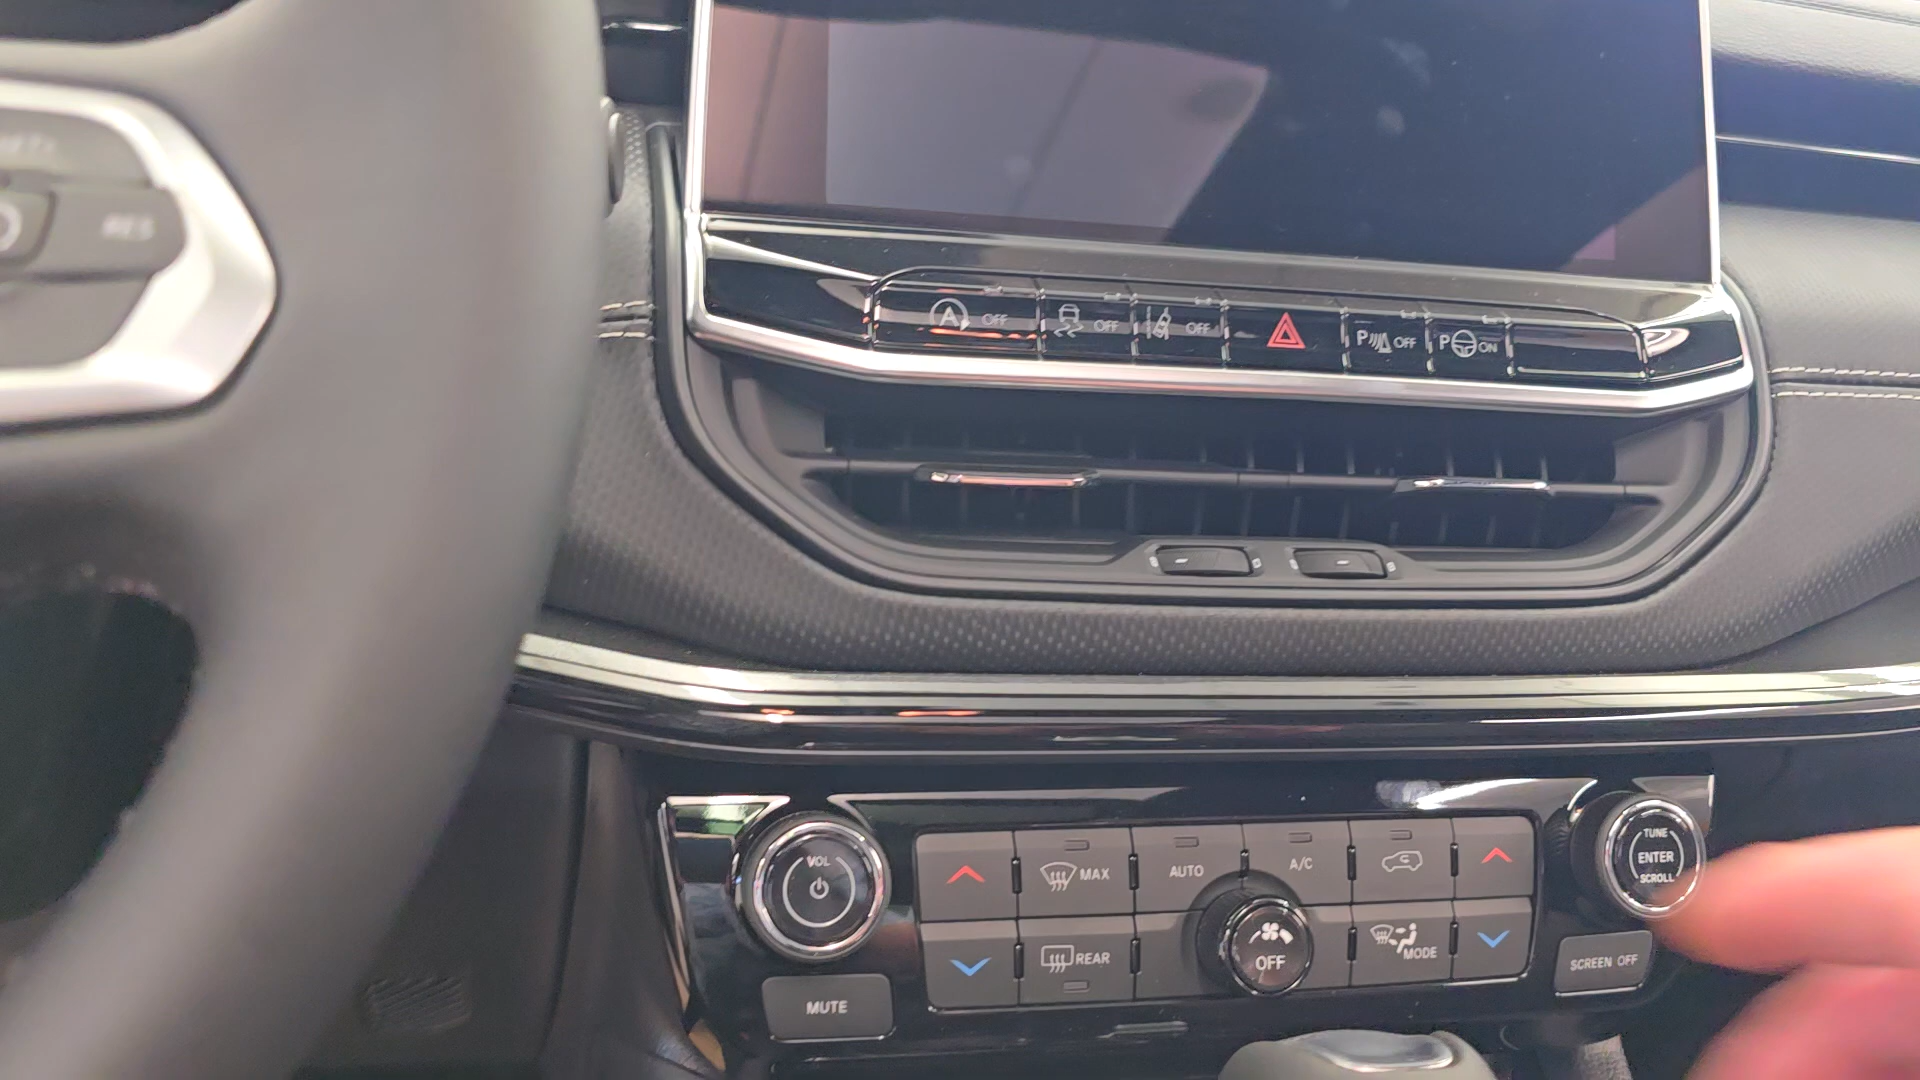 RES
A OFF
OFF
OFF
P OFF
P ON
VOL
MAX
AUTO
A/C
TUNE
ENTER
SCROLL
REAR
OFF
MODE
SCREEN OFF
MUTE